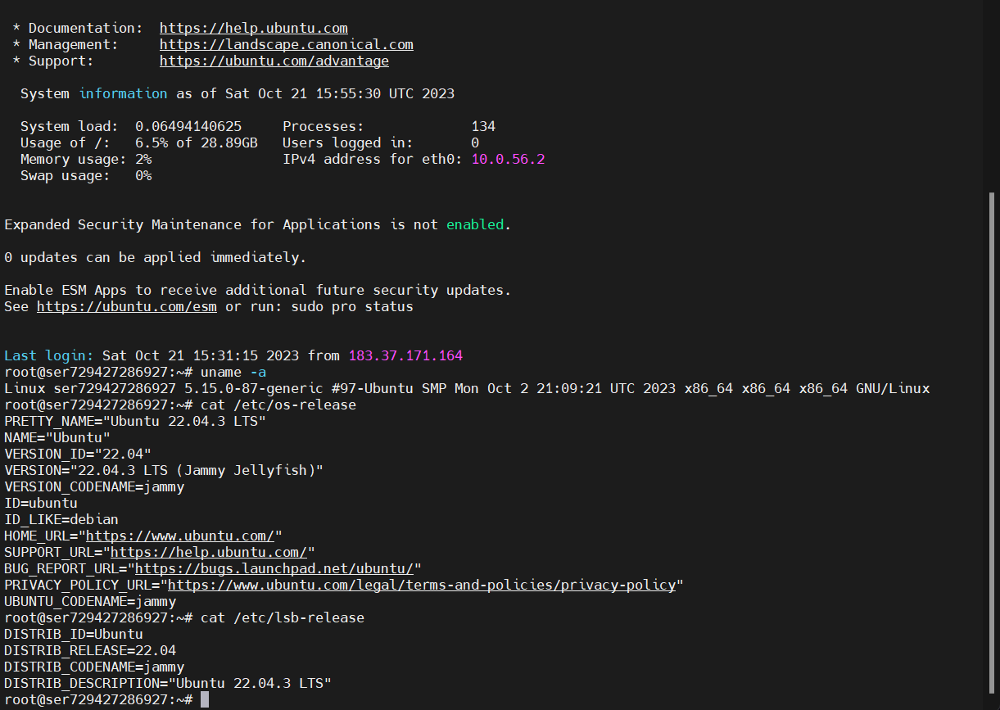 * Documentation:  https://help.ubuntu.com
* Management:     https://landscape.canonical.com
* Support:        https://ubuntu.com/advantage
System information as of Sat Oct 21 15:55:30 UTC 2023
System load:  0.06494140625     Processes:             134
Usage of /:   6.5% of 28.89GB   Users logged in:       0
Memory usage: 2%                IPv4 address for eth0: 10.0.56.2
Swap usage:   0%
Expanded Security Maintenance for Applications is not enabled.
0 updates can be applied immediately.
Enable ESM Apps to receive additional future security updates.
See https://ubuntu.com/esm or run: sudo pro status
Last login: Sat Oct 21 15:31:15 2023 from 183.37.171.164
root@ser729427286927:~# uname -a
Linux ser729427286927 5.15.0-87-generic #97-Ubuntu SMP Mon Oct 2 21:09:21 UTC 2023 x86_64 x86_64 x86_64 GNU/Linux
root@ser729427286927:~# cat /etc/os-release
PRETTY_NAME="Ubuntu 22.04.3 LTS"
NAME="Ubuntu"
VERSION_ID="22.04"
VERSION="22.04.3 LTS (Jammy Jellyfish)"
VERSION_CODENAME=jammy
ID=ubuntu
ID_LIKE=debian
HOME_URL="https://www.ubuntu.com/"
SUPPORT_URL="https://help.ubuntu.com/"
BUG_REPORT_URL="https://bugs.launchpad.net/ubuntu/"
PRIVACY_POLICY_URL="https://www.ubuntu.com/legal/terms-and-policies/privacy-policy"
UBUNTU_CODENAME=jammy
root@ser729427286927:~# cat /etc/lsb-release
DISTRIB_ID=Ubuntu
DISTRIB_RELEASE=22.04
DISTRIB_CODENAME=jammy
DISTRIB_DESCRIPTION="Ubuntu 22.04.3 LTS"
root@ser729427286927:~#